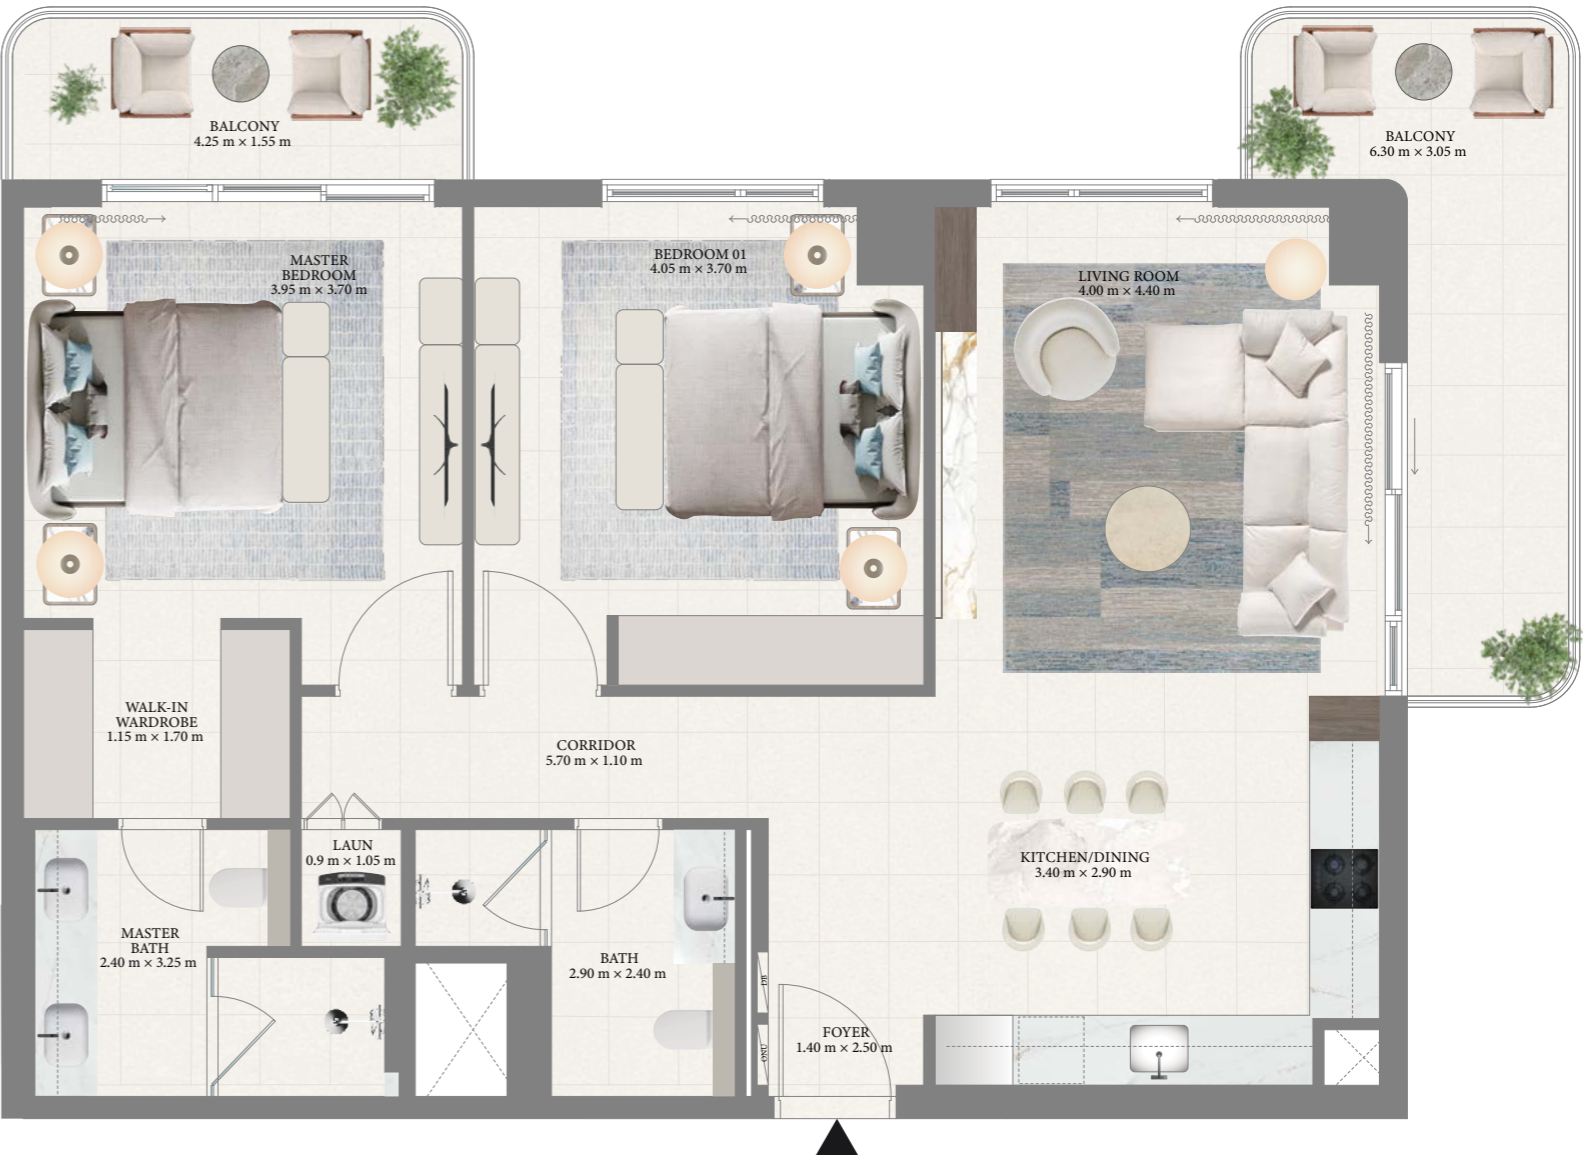 BALCONY
4.25 m × 1.55 m
BALCONY
6.30 m × 3.05 m
MASTER
BEDROOM
3.95 m × 3.70 m
BEDROOM 01
4.05 m × 3.70 m
LIVING ROOM
4.00 m × 4.40 m
WALK-IN
WARDROBE
1.15 m × 1.70 m
CORRIDOR
5.70 m × 1.10 m
LAUN
0.9 m × 1.05 m
KITCHEN/DINING
3.40 m × 2.90 m
MASTER
BATH
2.40 m × 3.25 m
BATH
2.90 m × 2.40 m
DB
FOYER
1.40 m × 2.50 m
ONU